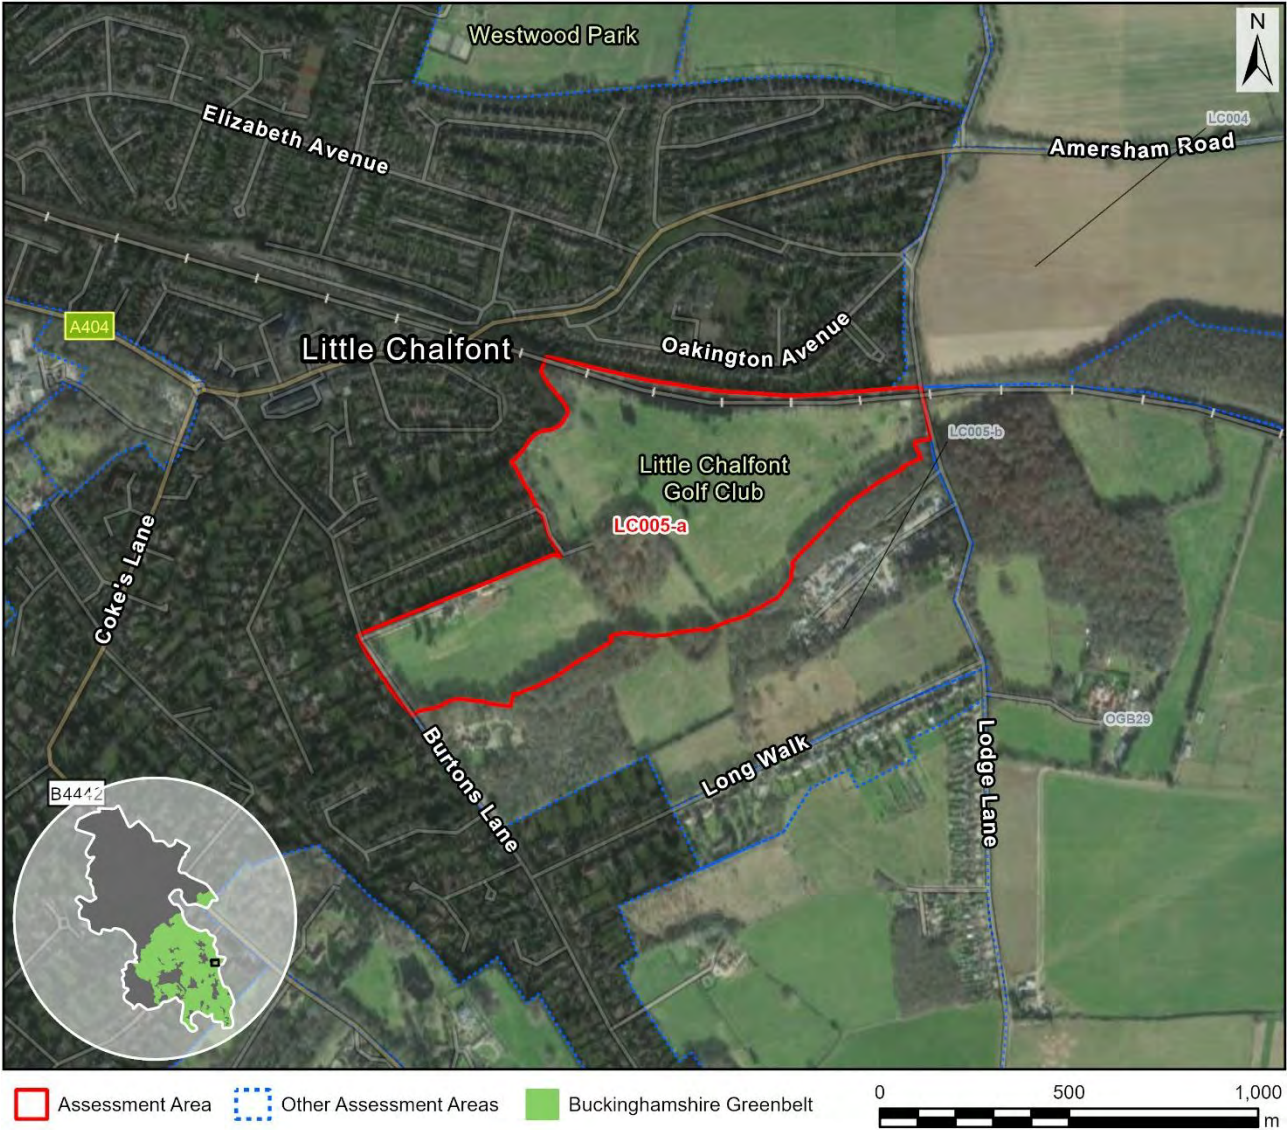 Westwood Park
N
LC004
Elizabeth Avenue
Amersham Road
A404
Little Chalfont
Oakington Avenue
LC005-b
Little Chalfont
Golf Club
LC005-a
Coke's Lane
OGB29
Burtons Lane
Long Walk
Lodge Lane
B4442
Assessment Area
Other Assessment Areas
Buckinghamshire Greenbelt
0 500 1,000
m